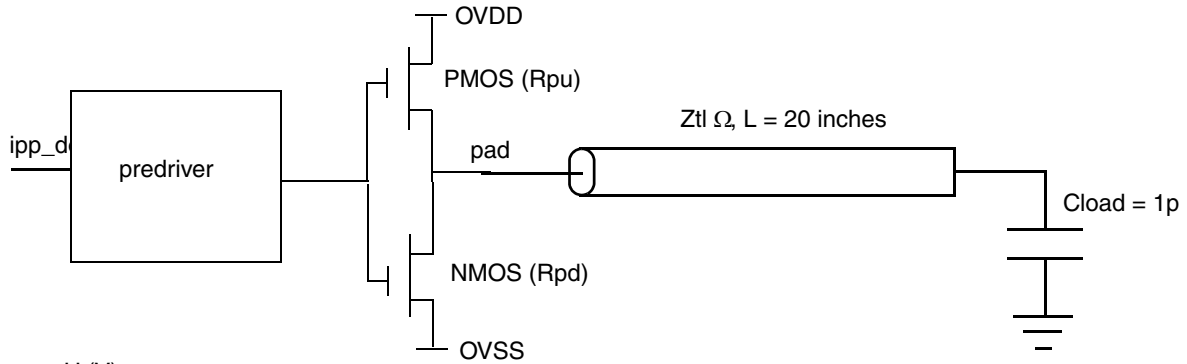 OVDD
PMOS (Rpu)
Ztl Ω, L = 20 inches
predriver
pad
Cload = 1p
NMOS (Rpd)
OVSS